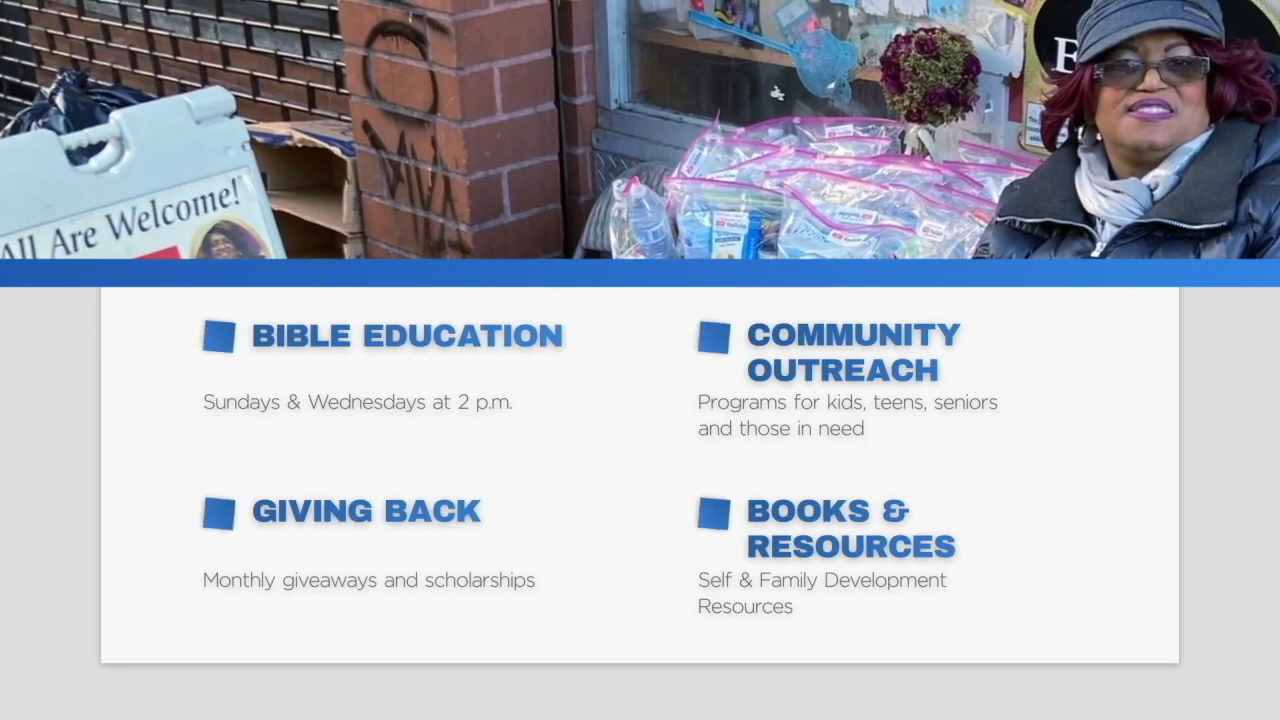 All Are Welcome!
BIBLE EDUCATION
Sundays & Wednesdays at 2 p.m.
COMMUNITY
OUTREACH
Programs for kids, teens, seniors
and those in need
GIVING BACK
Monthly giveaways and scholarships
BOOKS &
RESOURCES
Self & Family Development
Resources